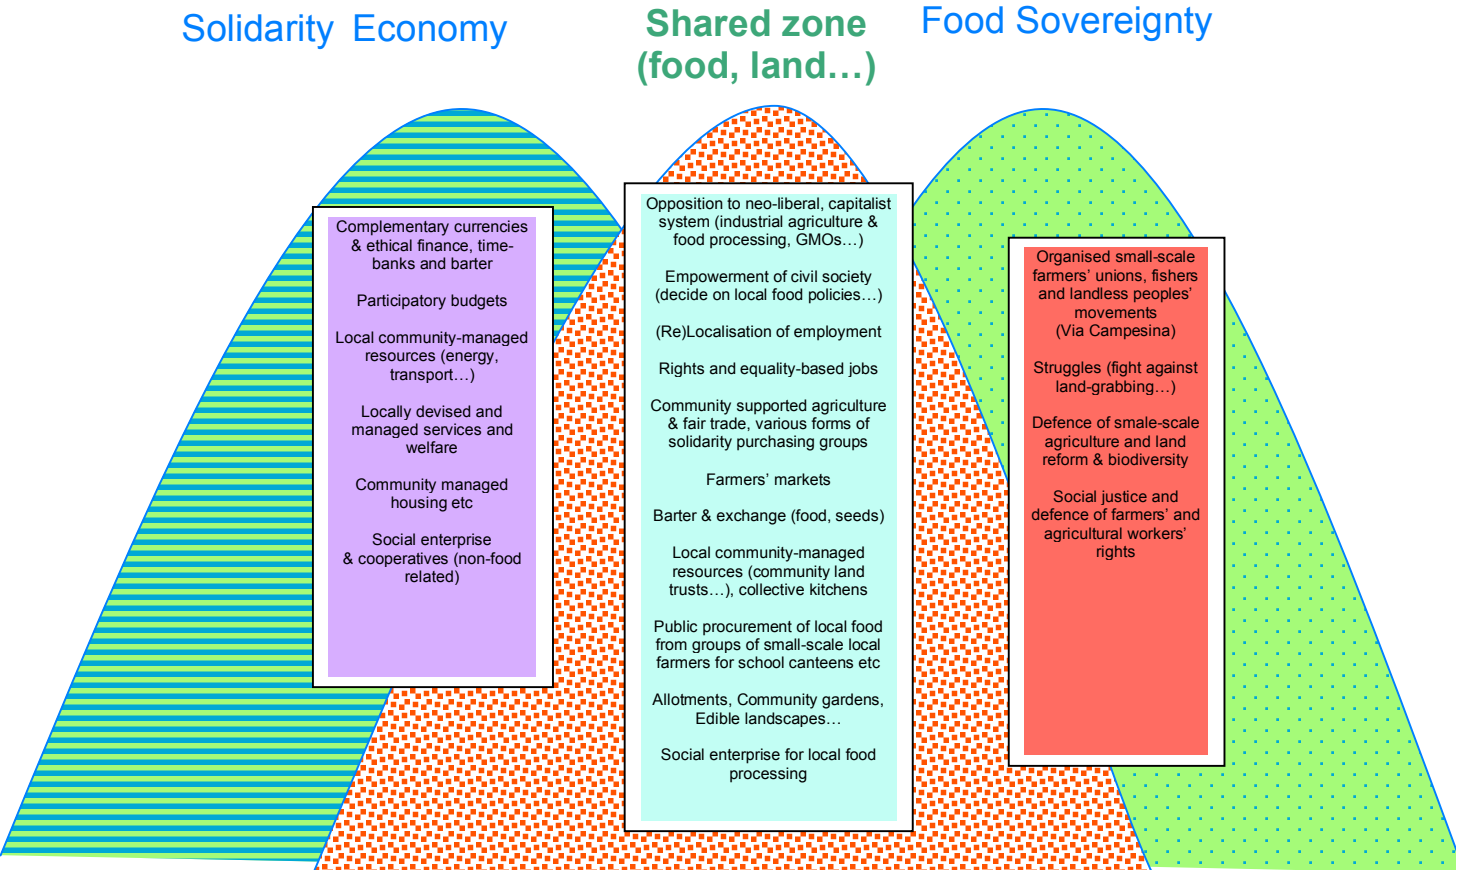 Solidarity  Economy
Shared zone
(food, land…)
Food Sovereignty
Complementary currencies
& ethical finance, time-
banks and barter
Participatory budgets
Local community-managed
resources (energy,
transport…)
Locally devised and
managed services and
welfare
Community managed
housing etc
Social enterprise
& cooperatives (non-food
related)
Opposition to neo-liberal, capitalist
system (industrial agriculture &
food processing, GMOs…)
Empowerment of civil society
(decide on local food policies…)
(Re)Localisation of employment
Rights and equality-based jobs
Community supported agriculture
& fair trade, various forms of
solidarity purchasing groups
Farmers’ markets
Barter & exchange (food, seeds)
Local community-managed
resources (community land
trusts…), collective kitchens
Public procurement of local food
from groups of small-scale local
farmers for school canteens etc
Allotments, Community gardens,
Edible landscapes…
Social enterprise for local food
processing
Organised small-scale
farmers’ unions, fishers
and landless peoples’
movements
(Via Campesina)
Struggles (fight against
land-grabbing…)
Defence of smale-scale
agriculture and land
reform & biodiversity
Social justice and
defence of farmers’ and
agricultural workers’
rights